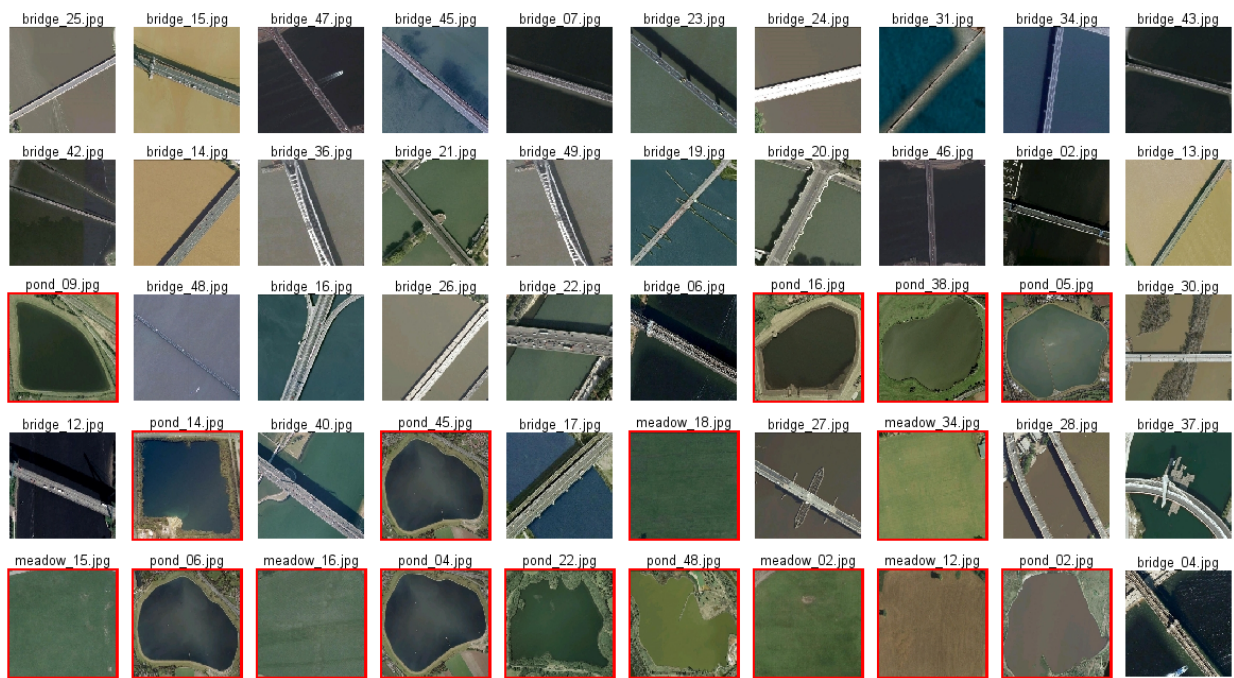 bridge_25.jpg bridge_15.jpg bridge_47.jpg bridge_45.jpg bridge_07.jpg bridge_23.jpg bridge_24.jpg bridge_31.jpg bridge_34.jpg bridge_43.jpg
bridge_42.jpg bridge_14.jpg bridge_36.jpg bridge_21.jpg bridge_49.jpg bridge_19.jpg bridge_20.jpg bridge_46.jpg bridge_02.jpg bridge_13.jpg
pond_09.jpg bridge_48.jpg bridge_16.jpg bridge_26.jpg bridge_22.jpg bridge_06.jpg pond_16.jpg pond_38.jpg pond_05.jpg bridge_30.jpg
bridge_12.jpg pond_14.jpg bridge_40.jpg pond_45.jpg bridge_17.jpg meadow_18.jpg bridge_27.jpg meadow_34.jpg bridge_28.jpg bridge_37.jpg
meadow_15.jpg pond_06.jpg meadow_16.jpg pond_04.jpg pond_22.jpg pond_48.jpg meadow_02.jpg meadow_12.jpg pond_02.jpg bridge_04.jpg